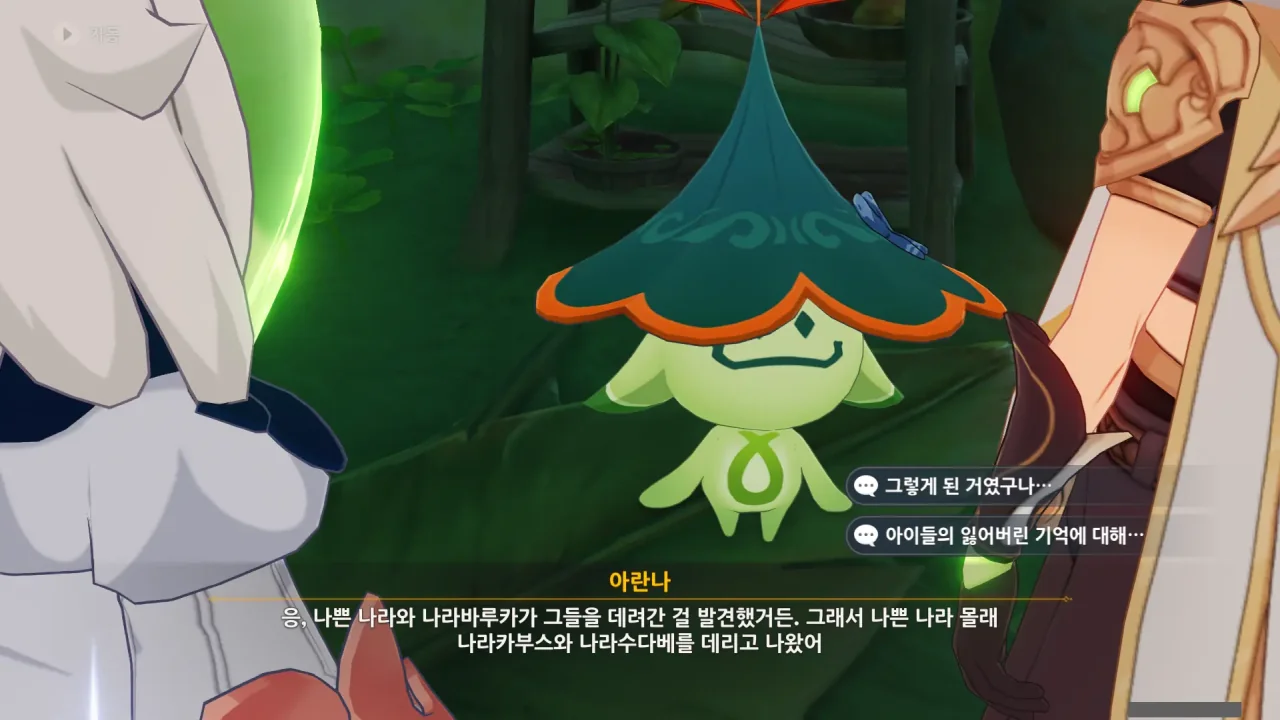 자동
그렇게 된 거였구나…
아이들의 잃어버린 기억에 대해…
아란나
응, 나쁜 나라와 나라바루카가 그들을 데려간 걸 발견했거든. 그래서 나쁜 나라 몰래
나라카부스와 나라수다베를 데리고 나왔어